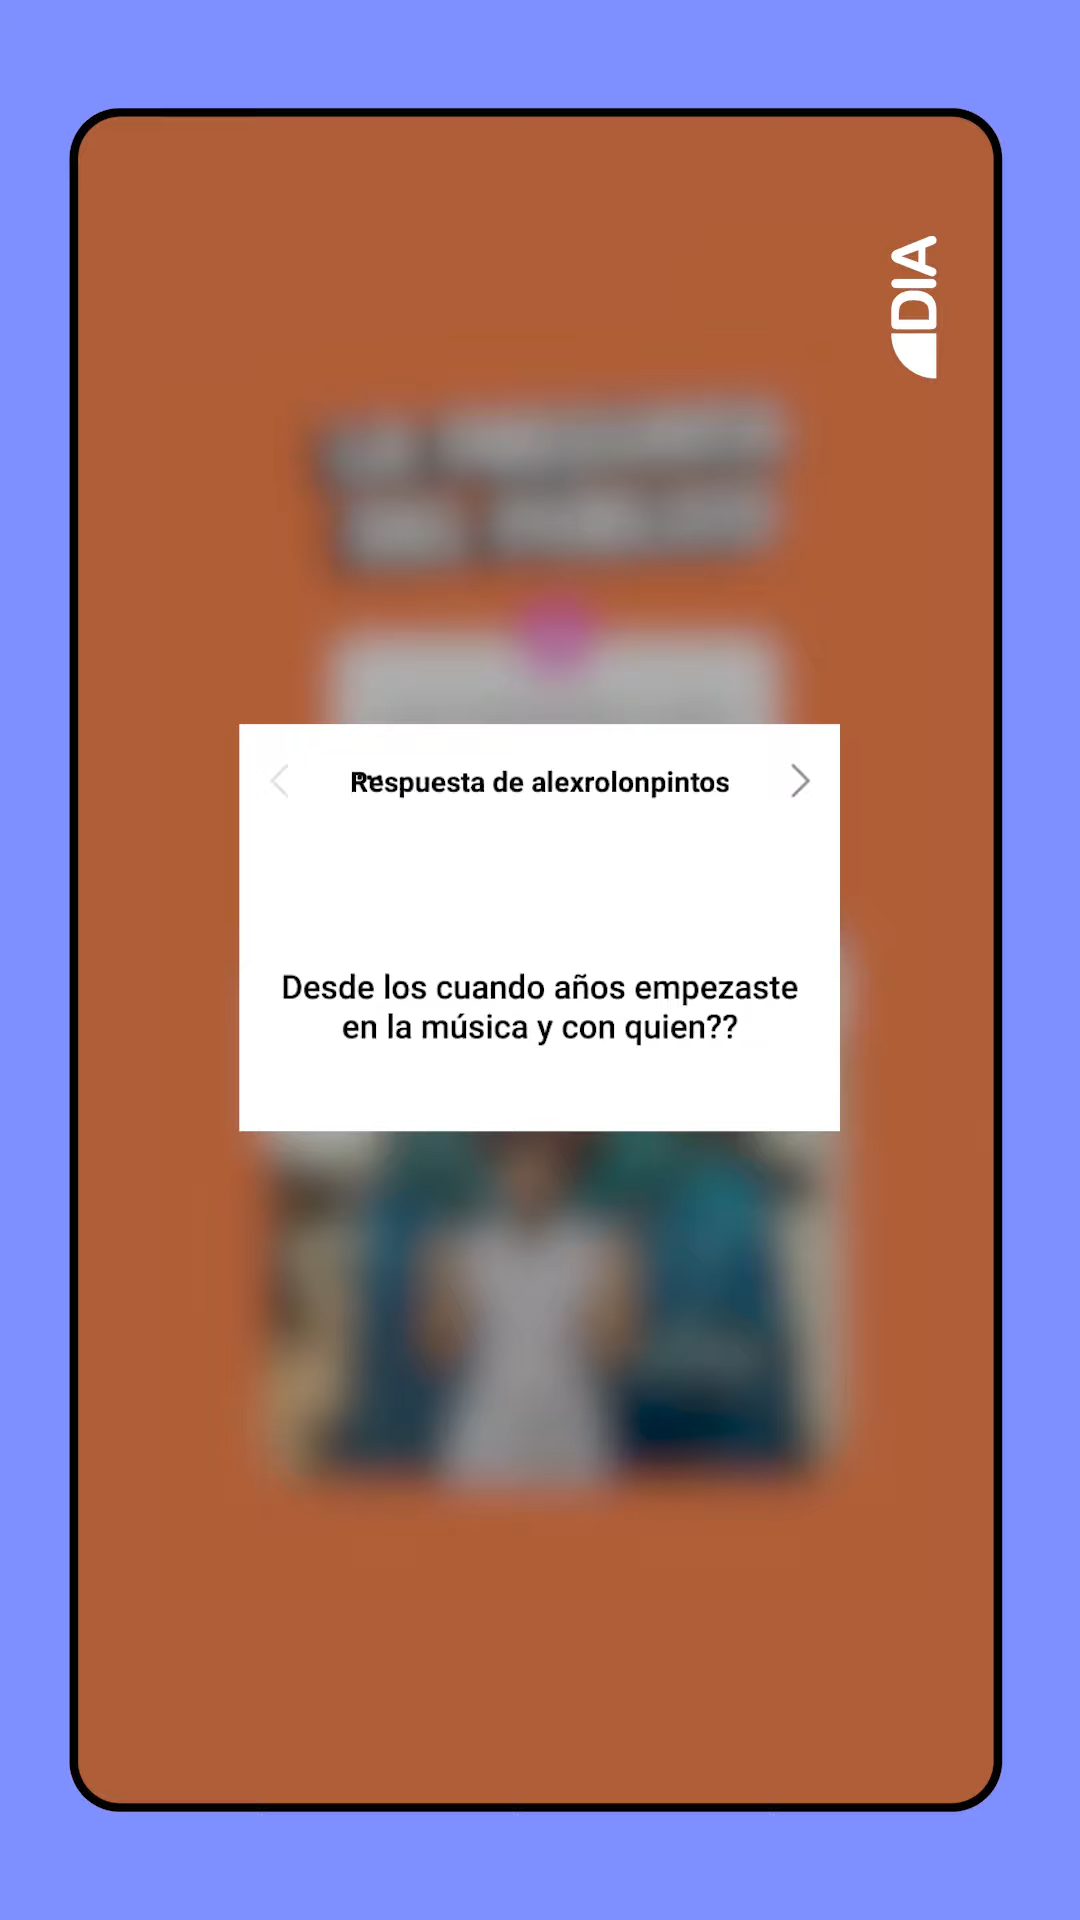 DIA
Respuesta de alexrolonpintos
Desde los cuando años empezaste
en la música y con quien??